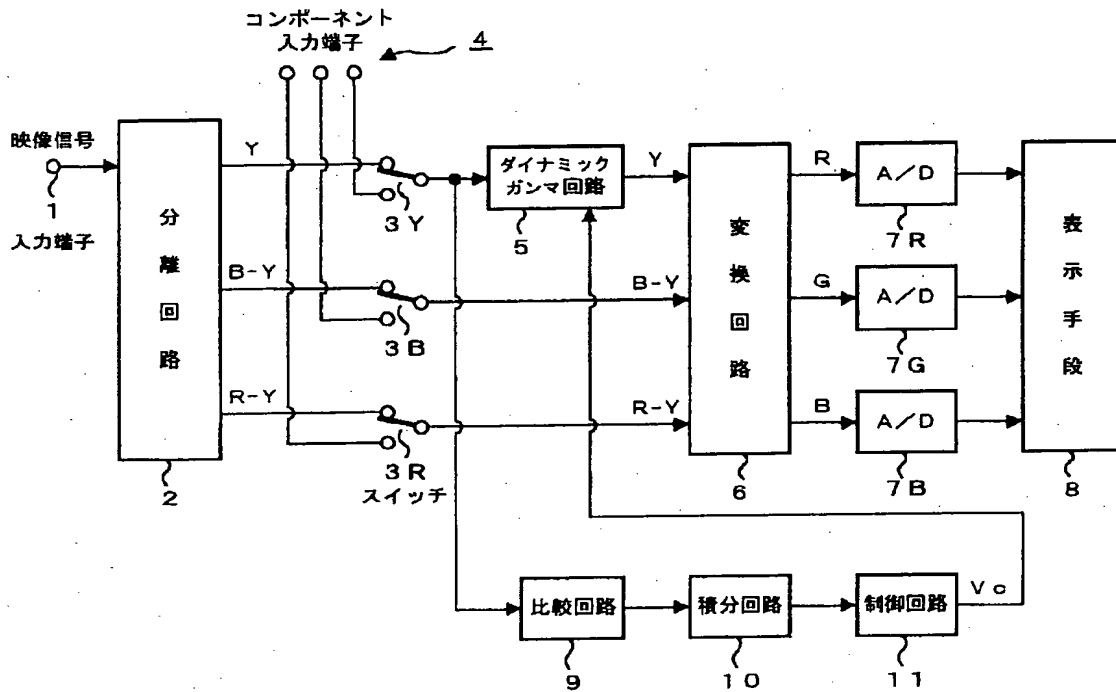 コンポーネント
入力端子
4
映像信号
1
入力端子
分離回路
2
Y
B-Y
R-Y
3Y
3B
3R
スイッチ
ダイナミック
ガンマ回路
5
Y
B-Y
R-Y
変換回路
6
R
G
B
A/D
7R
A/D
7G
A/D
7B
表示手段
8
比較回路
9
積分回路
10
制御回路
11
Vc